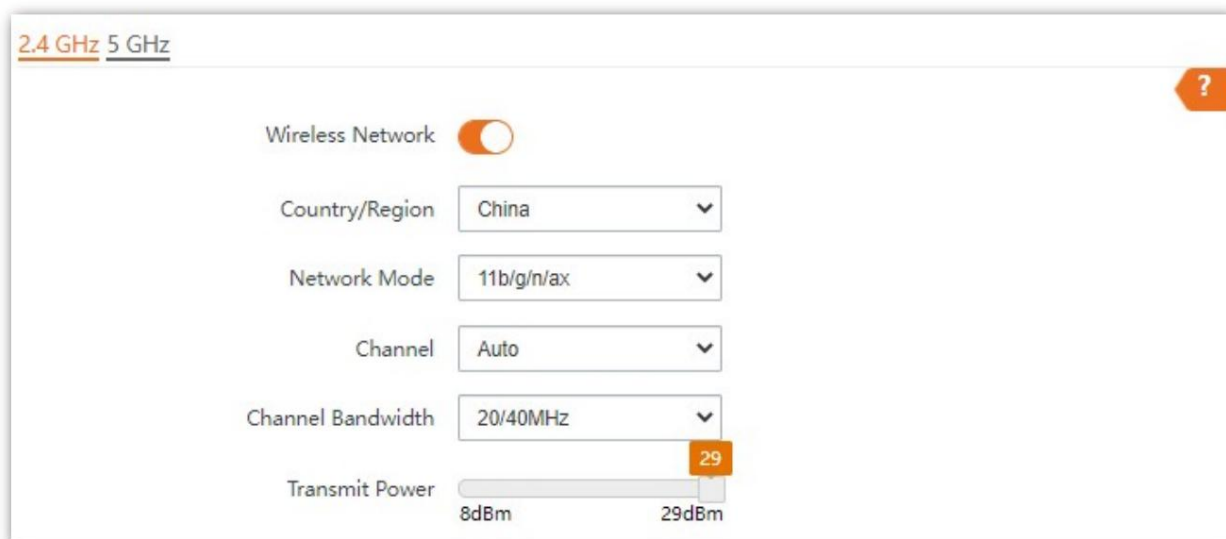 2.4 GHz 5 GHz
?
Wireless Network
Country/Region China
Network Mode 11b/g/n/ax
Channel Auto
Channel Bandwidth 20/40MHz
29
Transmit Power
8dBm 29dBm